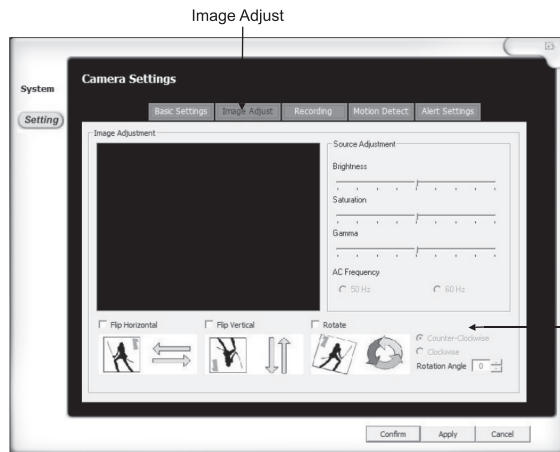 Image Adjust
System
Camera Settings
Setting
Basic Settings Image Adjust Recording Motion Detect Alert Settings
Image Adjustment
Source Adjustment
Brightness
Saturation
Gamma
AC Frequency
50 Hz 60 Hz
Flip Horizontal Flip Vertical Rotate
Counter-Clockwise
Clockwise
Rotation Angle 0
Confirm Apply Cancel